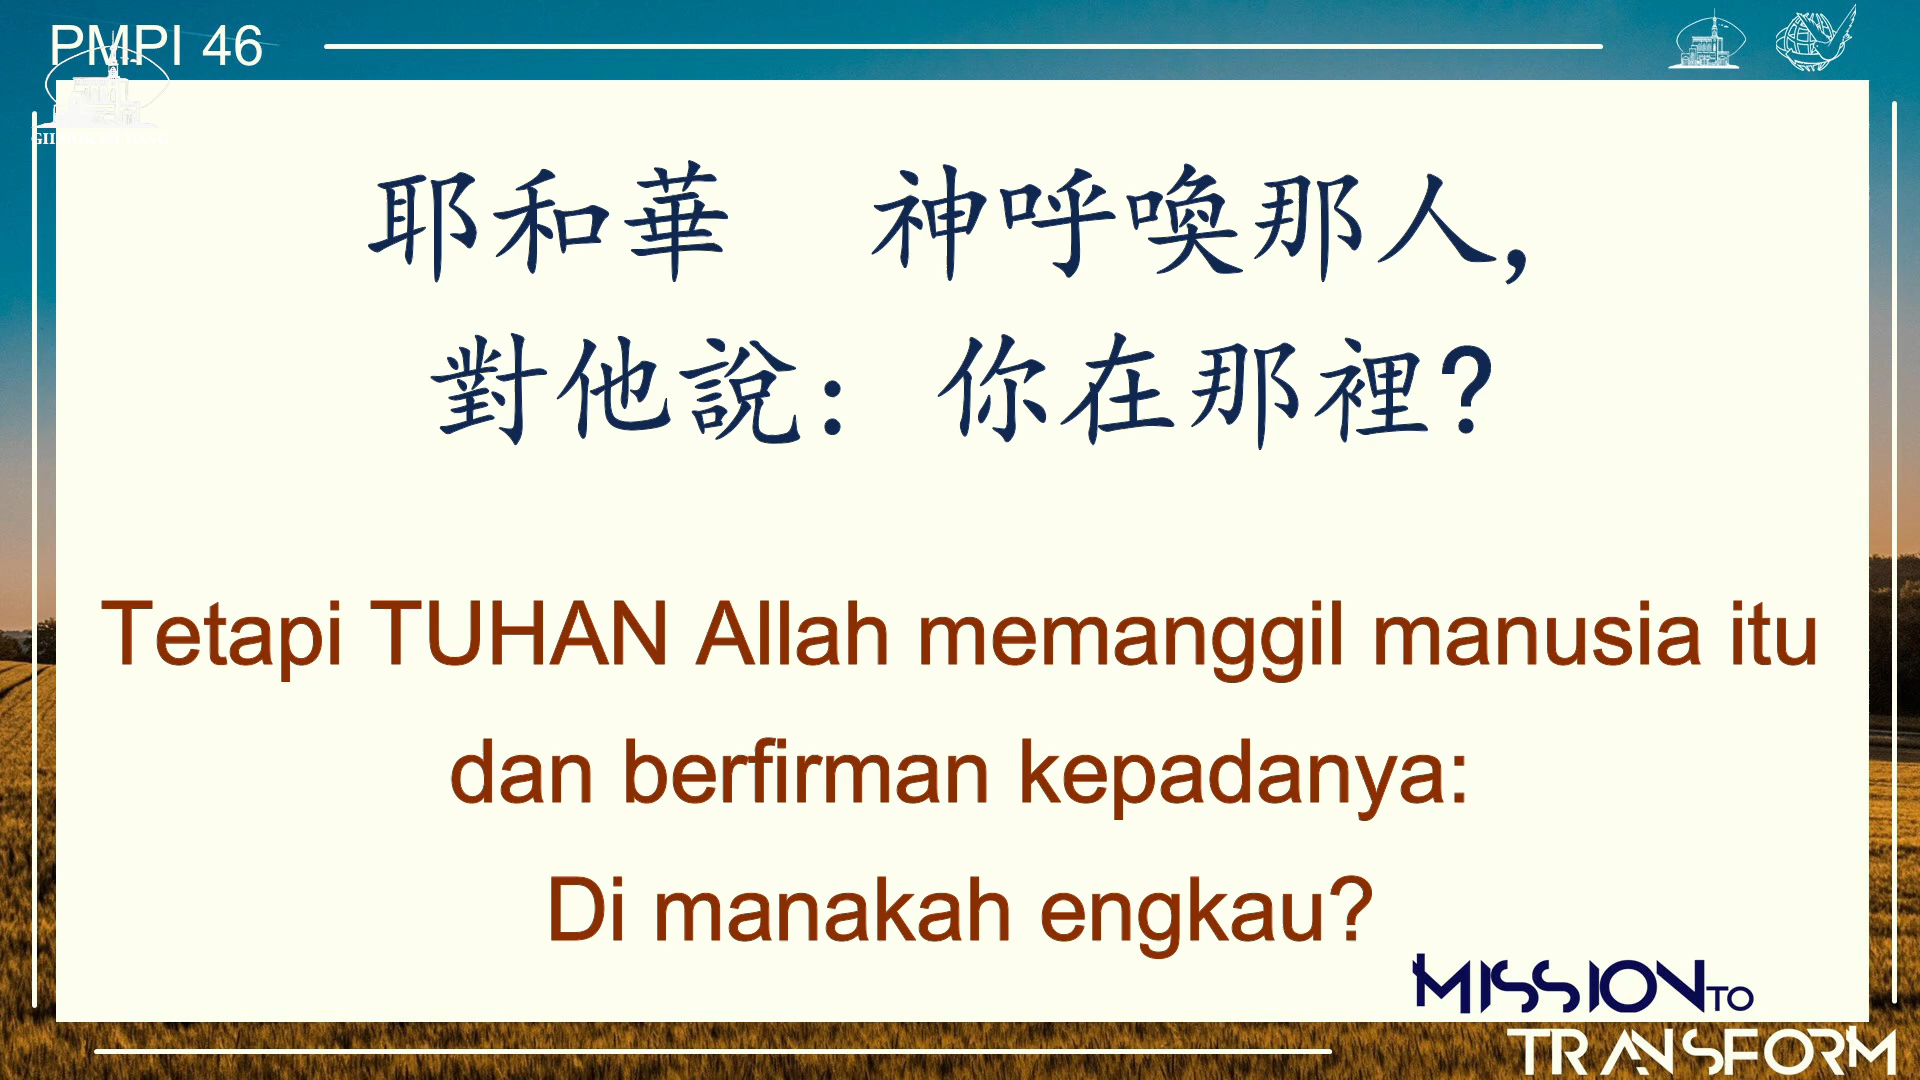 PMPI 46
耶和華　神呼喚那人,
對他說: 你在那裡?
Tetapi TUHAN Allah memanggil manusia itu
dan berfirman kepadanya:
Di manakah engkau?
MISSION TO
TRANSFORM